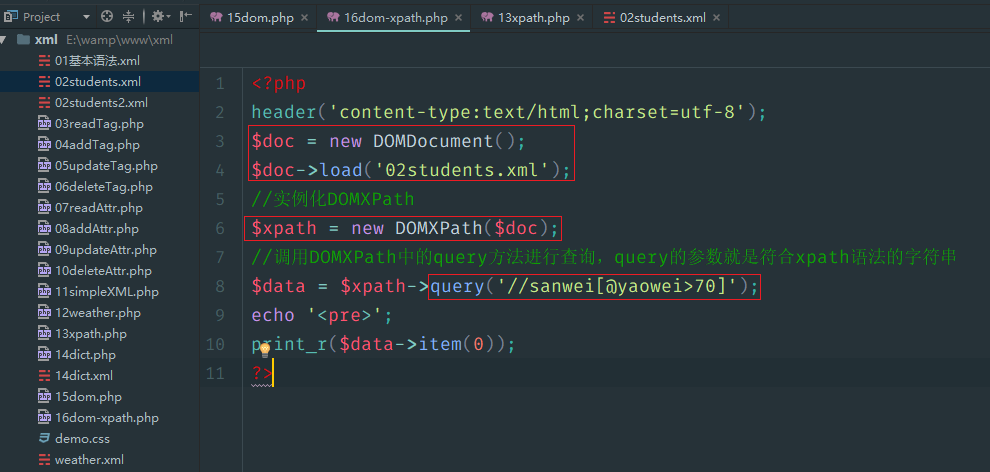 Project
15dom.php
16dom-xpath.php
13xpath.php
02students.xml
xml E:\wamp\www\xml
01基本语法.xml
02students.xml
02students2.xml
03readTag.php
04addTag.php
05updateTag.php
06deleteTag.php
07readAttr.php
08addAttr.php
09updateAttr.php
10deleteAttr.php
11simpleXML.php
12weather.php
13xpath.php
14dict.php
14dict.xml
15dom.php
16dom-xpath.php
demo.css
weather.xml
1 <?php
2 header('content-type:text/html;charset=utf-8');
3 $doc = new DOMDocument();
4 $doc->load('02students.xml');
5 //实例化DOMXPath
6 $xpath = new DOMXPath($doc);
7 //调用DOMXPath中的query方法进行查询，query的参数就是符合xpath语法的字符串
8 $data = $xpath->query('//sanwei[@yaowei>70]');
9 echo '<pre>';
10 print_r($data->item(0));
11 ?>